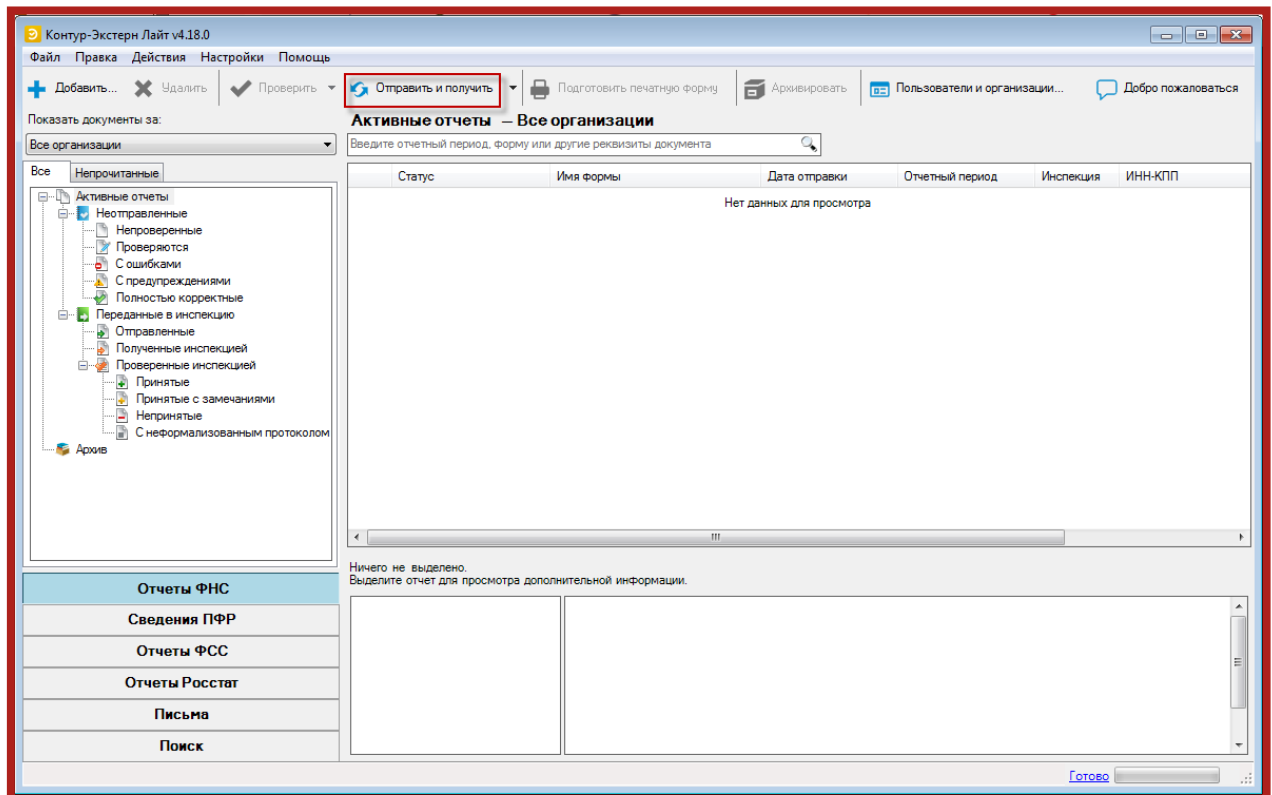 Контур-Экстерн Лайт v4.18.0
Файл Правка Действия Настройки Помощь
Добавить... Удалить Проверить Отправить и получить Подготовить печатную форму Архивировать Пользователи и организации... Добро пожаловаться
Показать документы за:
Все организации
Все Непрочитанные
Активные отчеты
Неотправленные
Непроверенные
Проверяются
С ошибками
С предупреждениями
Полностью корректные
Переданные в инспекцию
Отправленные
Полученные инспекцией
Проверенные инспекцией
Принятые
Принятые с замечаниями
Непринятые
С неформализованным протоколом
Архив
Отчеты ФНС
Сведения ПФР
Отчеты ФСС
Отчеты Росстат
Письма
Поиск
Активные отчеты – Все организации
Введите отчетный период, форму или другие реквизиты документа
Статус Имя формы Дата отправки Отчетный период Инспекция ИНН-КПП
Нет данных для просмотра
Ничего не выделено.
Выделите отчет для просмотра дополнительной информации.
Готово